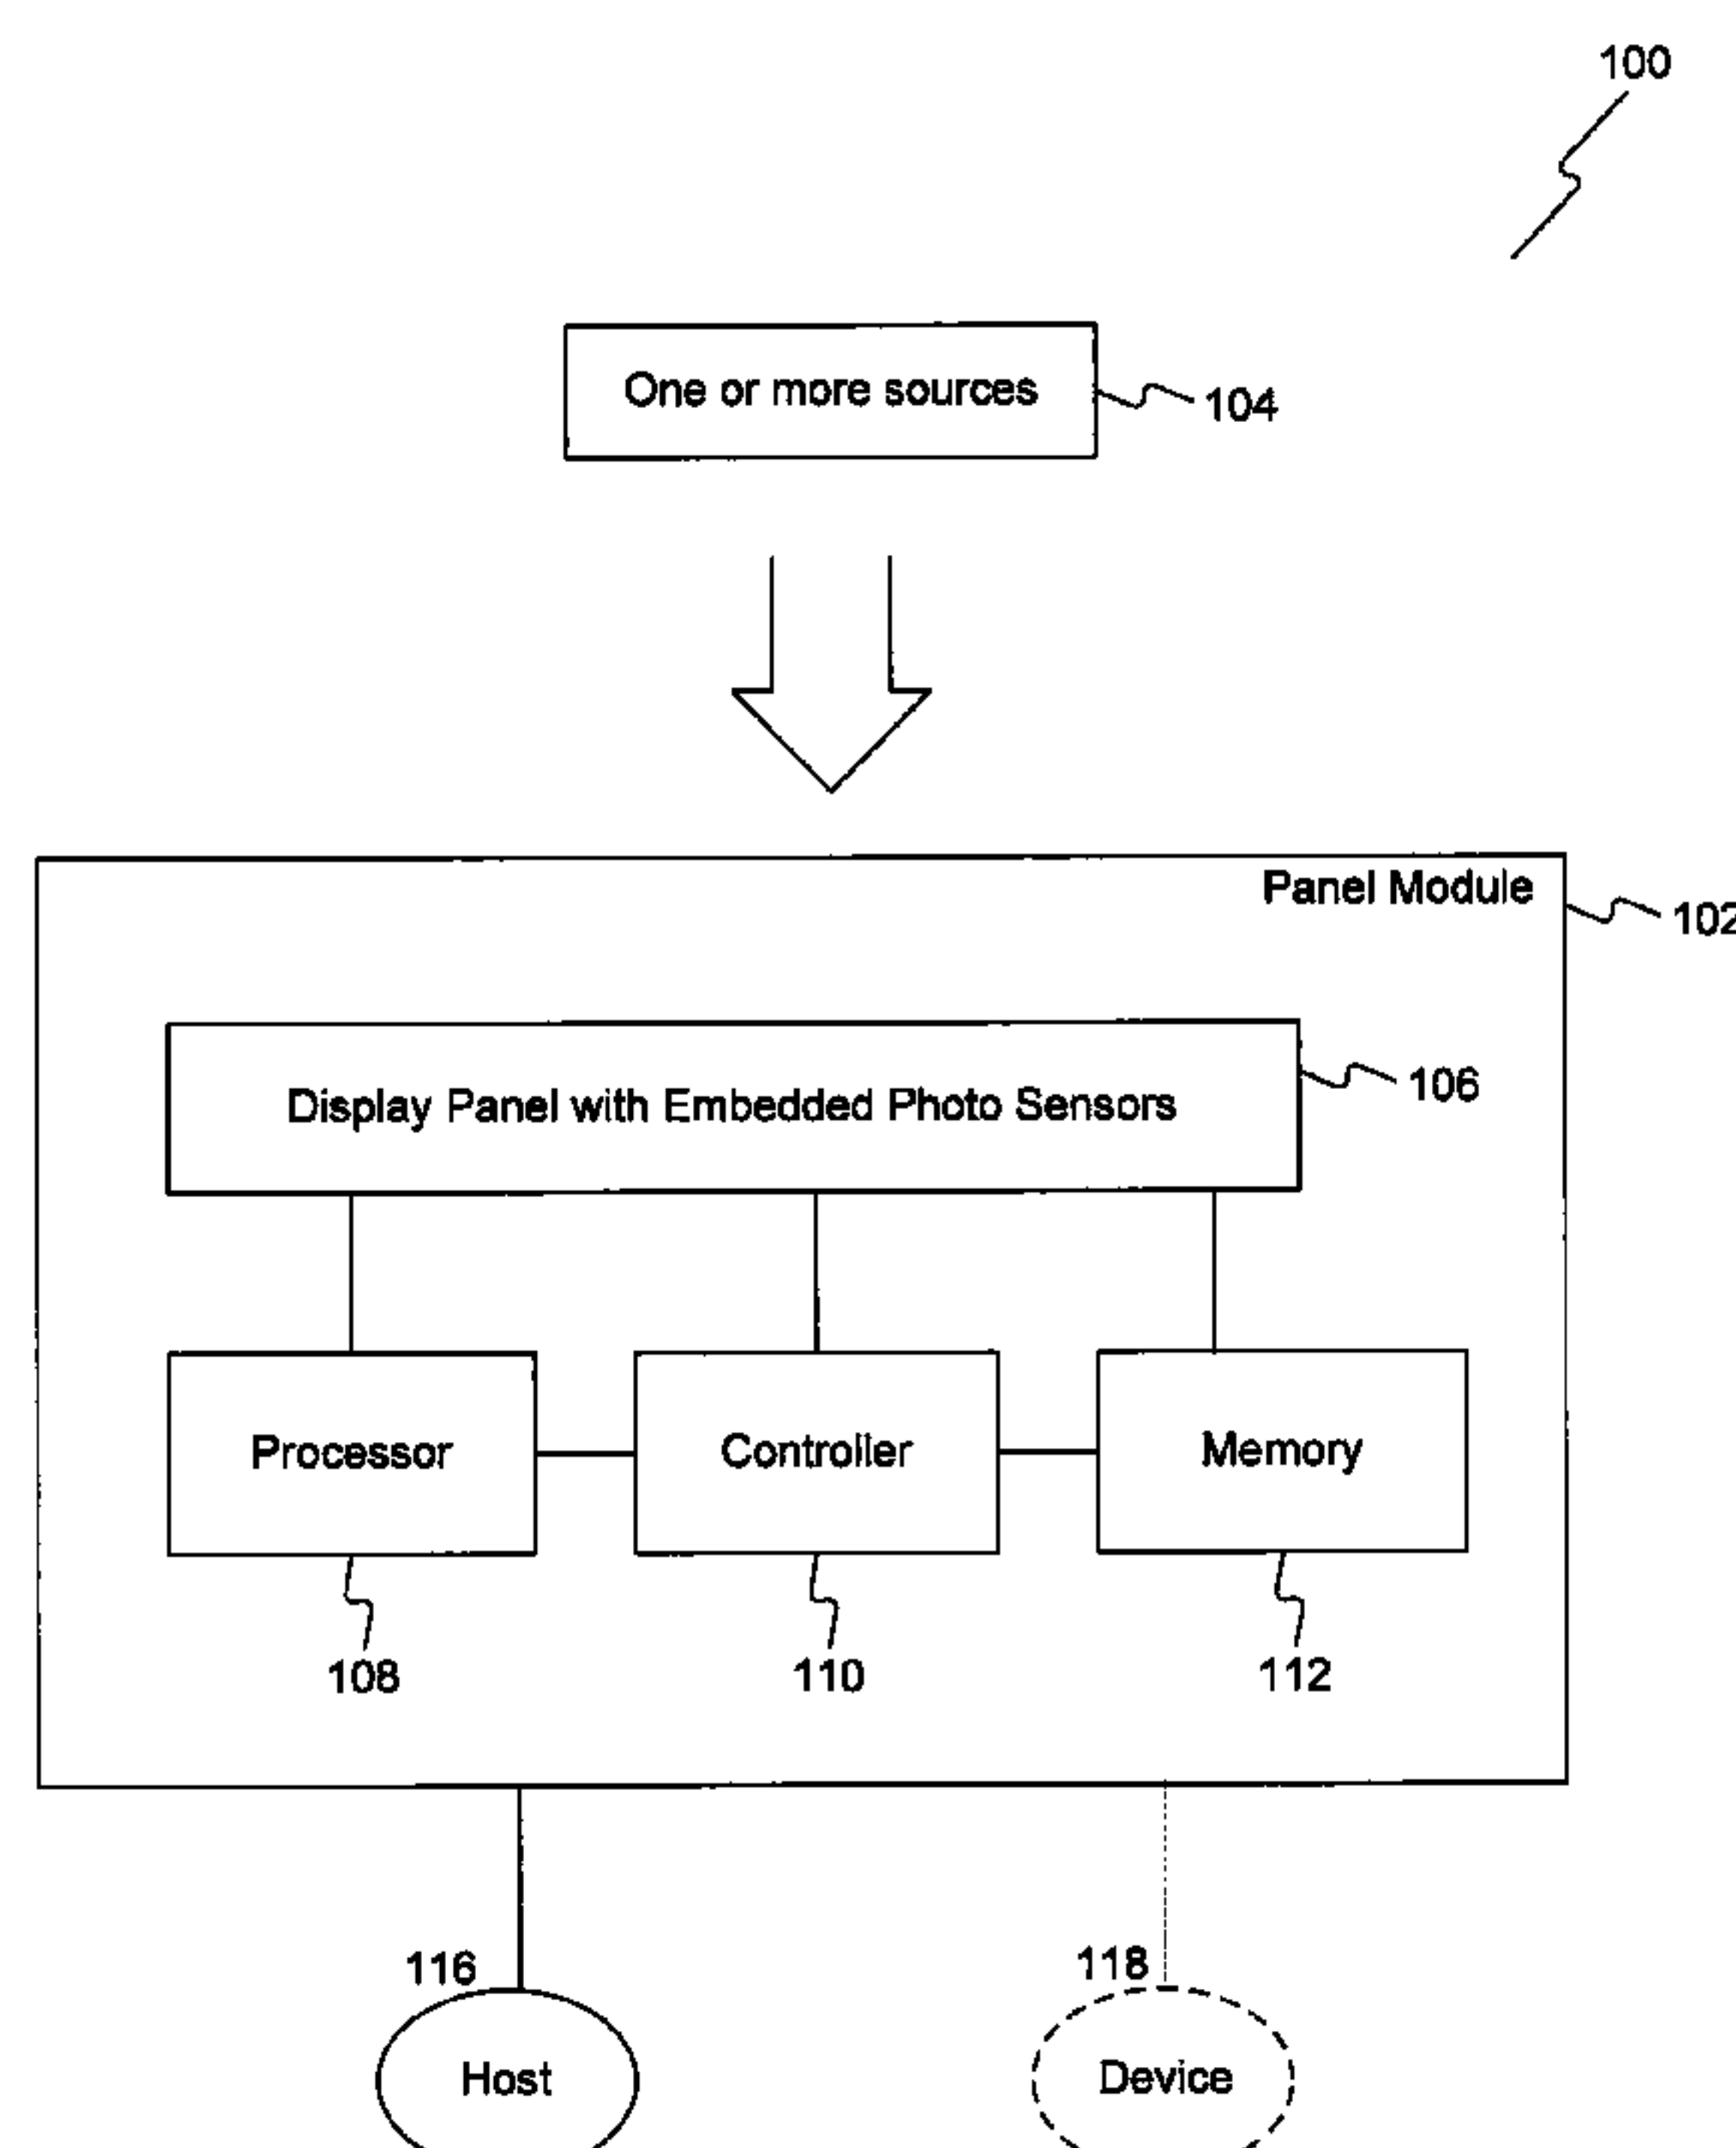 100
One or more sources
104
Panel Module
102
Display Panel with Embedded Photo Sensors
106
Processor
Controller
Memory
108
110
112
116
118
Host
Device